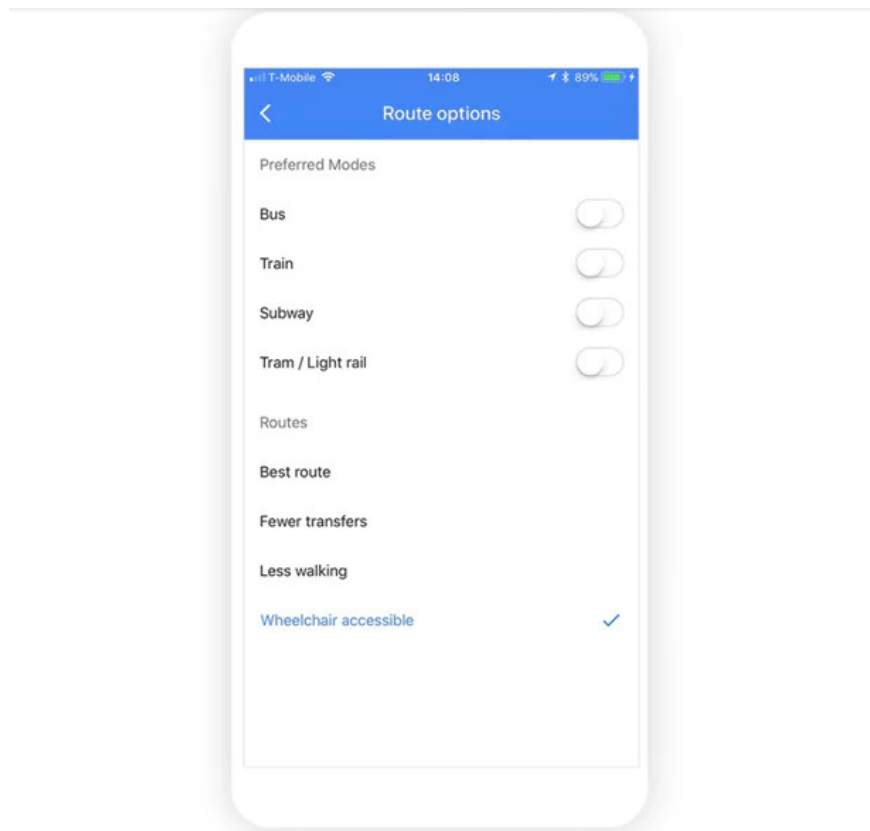 T-Mobile 14:08 89%
Route options
Preferred Modes
Bus
Train
Subway
Tram / Light rail
Routes
Best route
Fewer transfers
Less walking
Wheelchair accessible